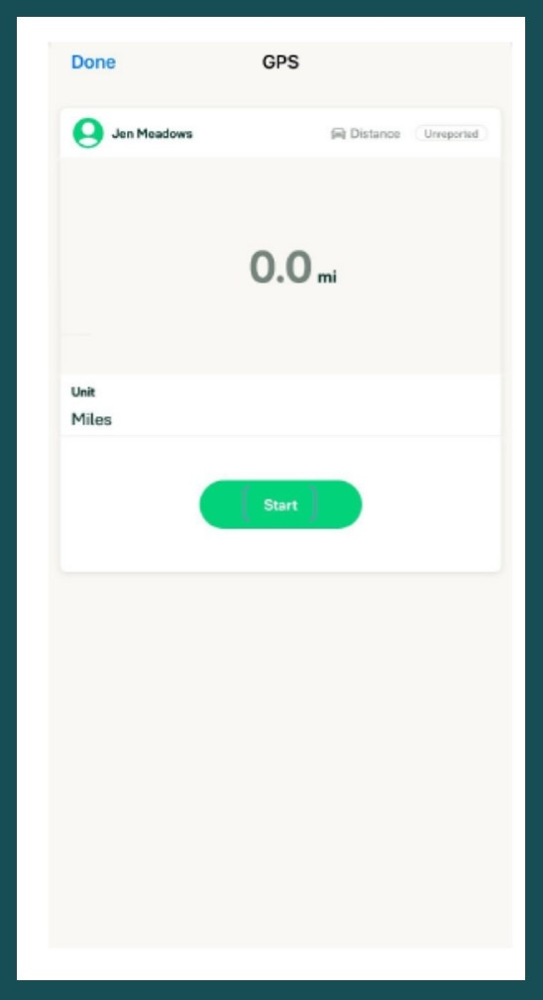 Done GPS
Jen Meadows Distance Unreported
0.0 mi
Unit
Miles
Start